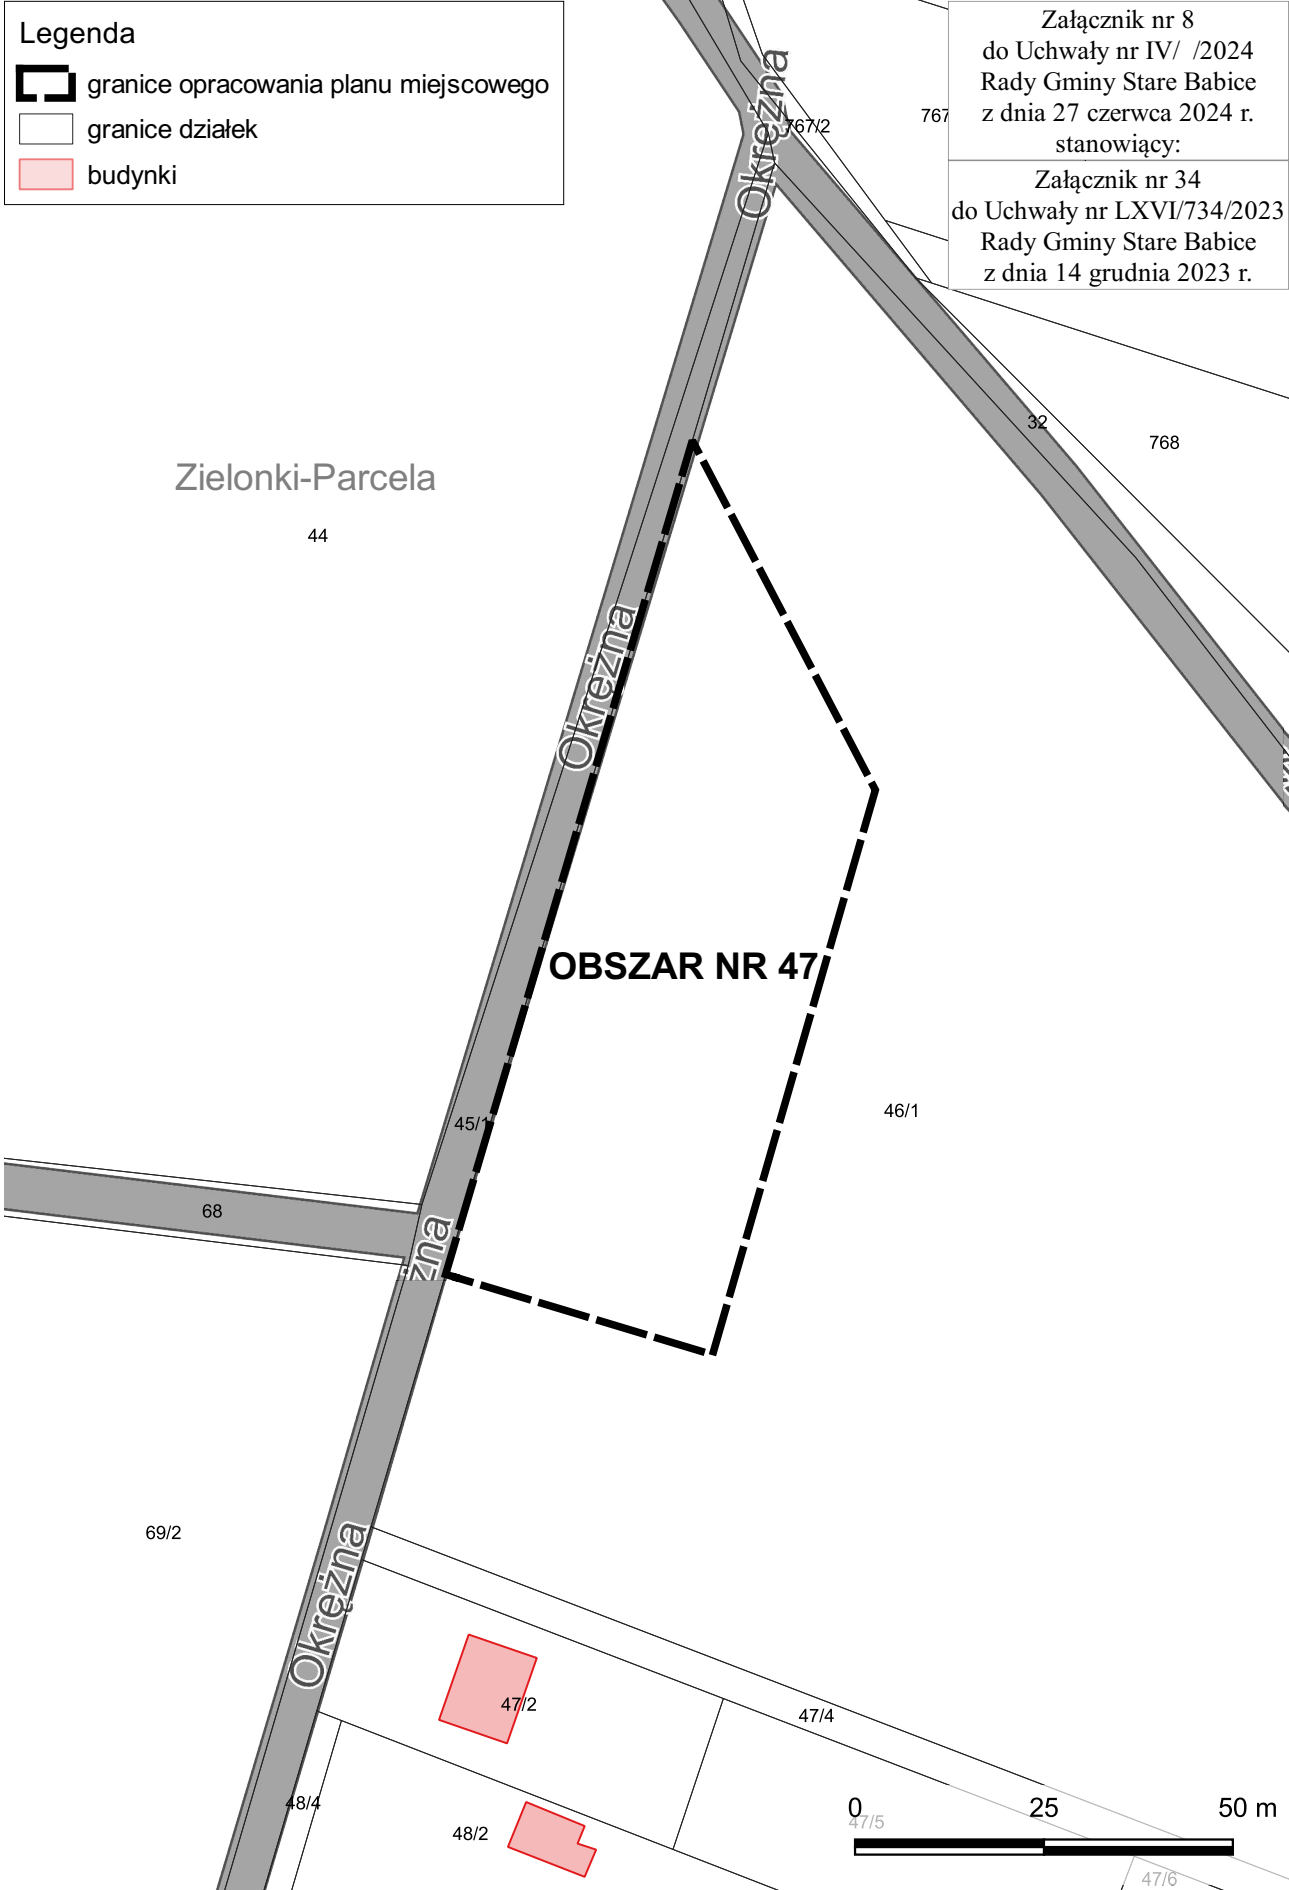 Legenda
granice opracowania planu miejscowego
granice działek
budynki
Załącznik nr 8
do Uchwały nr IV/ /2024
Rady Gminy Stare Babice
z dnia 27 czerwca 2024 r.
stanowiący:
Załącznik nr 34
do Uchwały nr LXVI/734/2023
Rady Gminy Stare Babice
z dnia 14 grudnia 2023 r.
Okrężna
767/2
767
32
768
Zielonki-Parcela
44
Okrężna
OBSZAR NR 47
46/1
45/1
68
żna
69/2
Okrężna
47/2
47/4
48/4
48/2
0 25 50 m
47/5
47/6